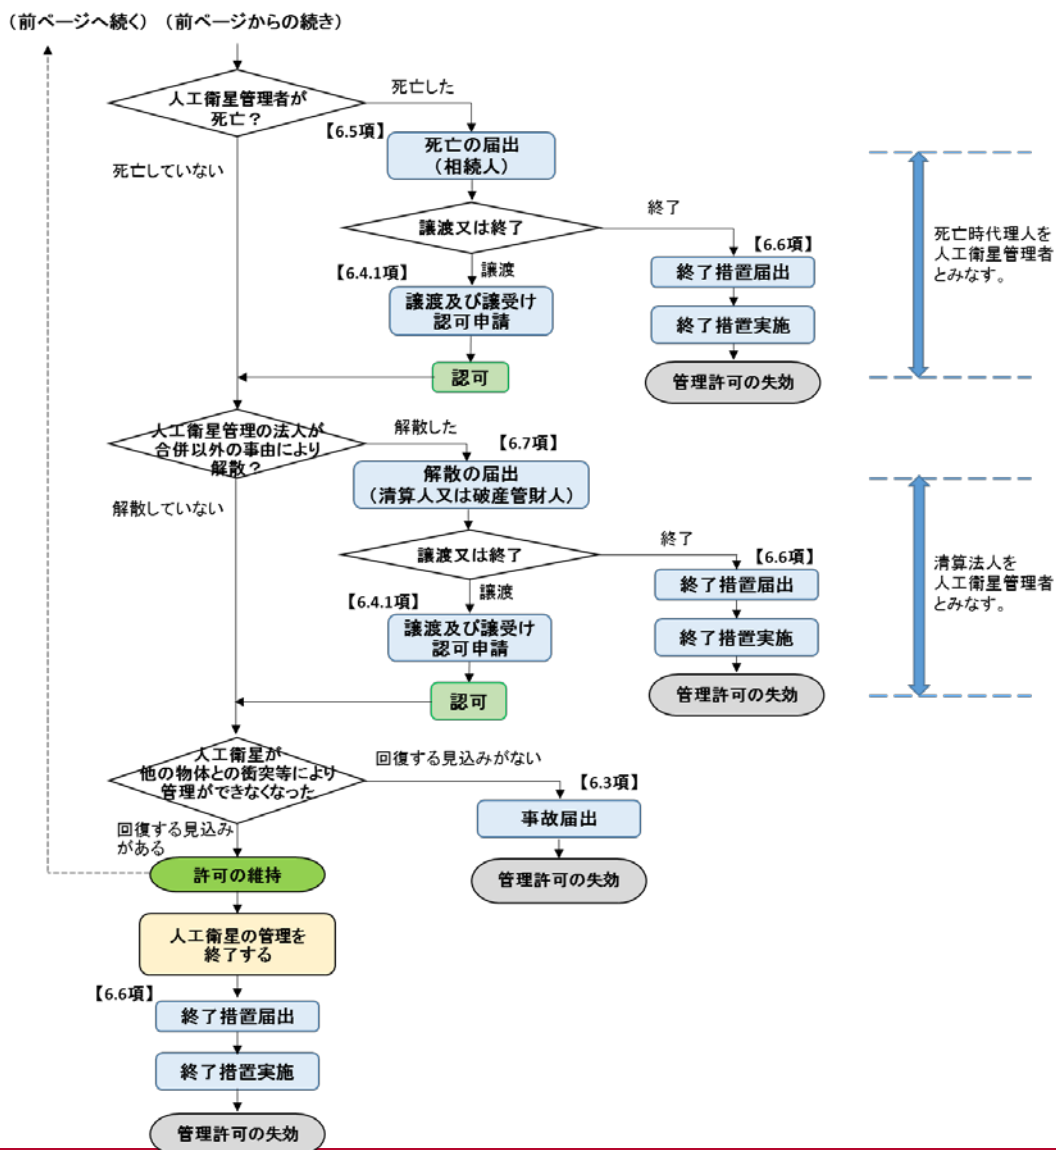 （前ページへ続く）
（前ページからの続き）
人工衛星管理者が
死亡？
死亡した
死亡していない
【6.5項】
死亡の届出
（相続人）
譲渡又は終了
終了
譲渡
【6.4.1項】
譲渡及び譲受け
認可申請
認可
【6.6項】
終了措置届出
終了措置実施
管理許可の失効
死亡時代理人を
人工衛星管理者
とみなす。
人工衛星管理の法人が
合併以外の事由により
解散？
解散した
解散していない
【6.7項】
解散の届出
（清算人又は破産管財人）
譲渡又は終了
終了
譲渡
【6.4.1項】
譲渡及び譲受け
認可申請
認可
【6.6項】
終了措置届出
終了措置実施
管理許可の失効
清算法人を
人工衛星管理者
とみなす。
人工衛星が
他の物体との衝突等により
管理ができなくなった
回復する見込みがない
【6.3項】
事故届出
管理許可の失効
回復する見込み
がある
許可の維持
人工衛星の管理を
終了する
【6.6項】
終了措置届出
終了措置実施
管理許可の失効